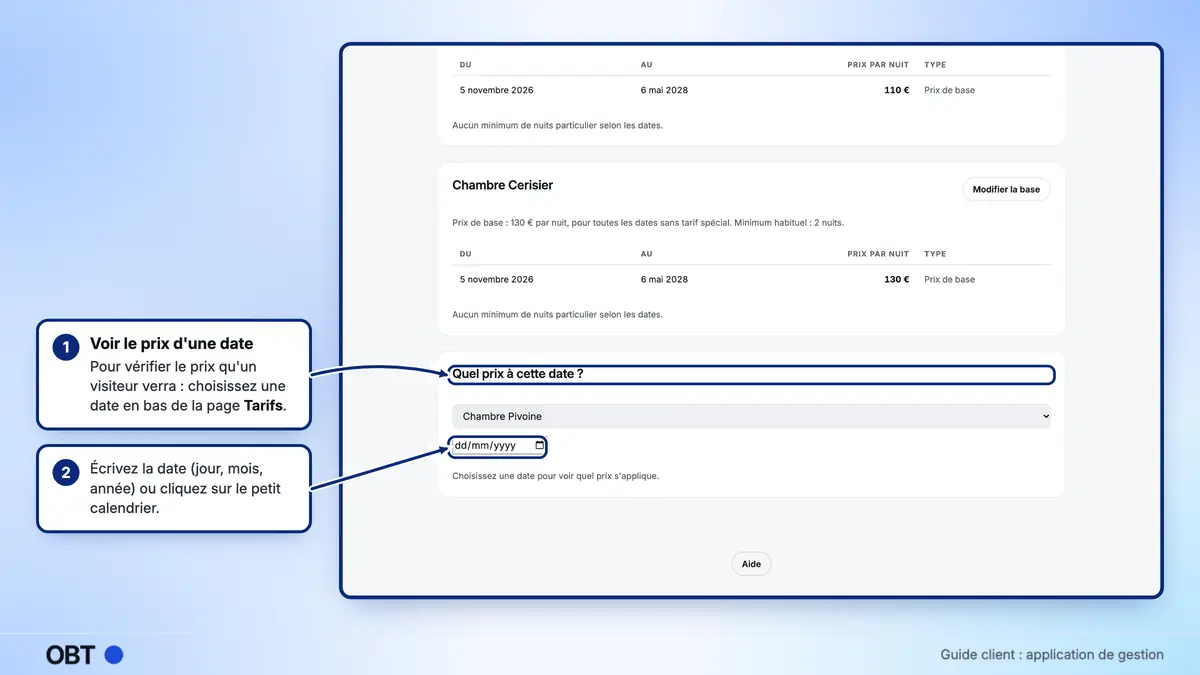 DU AU PRIX PAR NUIT TYPE
5 novembre 2026 6 mai 2028 110 € Prix de base
Aucun minimum de nuits particulier selon les dates.
Chambre Cerisier
Modifier la base
Prix de base : 130 € par nuit, pour toutes les dates sans tarif spécial. Minimum habituel : 2 nuits.
DU AU PRIX PAR NUIT TYPE
5 novembre 2026 6 mai 2028 130 € Prix de base
Aucun minimum de nuits particulier selon les dates.
1 Voir le prix d'une date
Pour vérifier le prix qu'un
visiteur verra : choisissez une
date en bas de la page Tarifs.
Quel prix à cette date ?
Chambre Pivoine
dd/mm/yyyy
Choisissez une date pour voir quel prix s'applique.
2 Écrivez la date (jour, mois,
année) ou cliquez sur le petit
calendrier.
Aide
OBT
Guide client : application de gestion